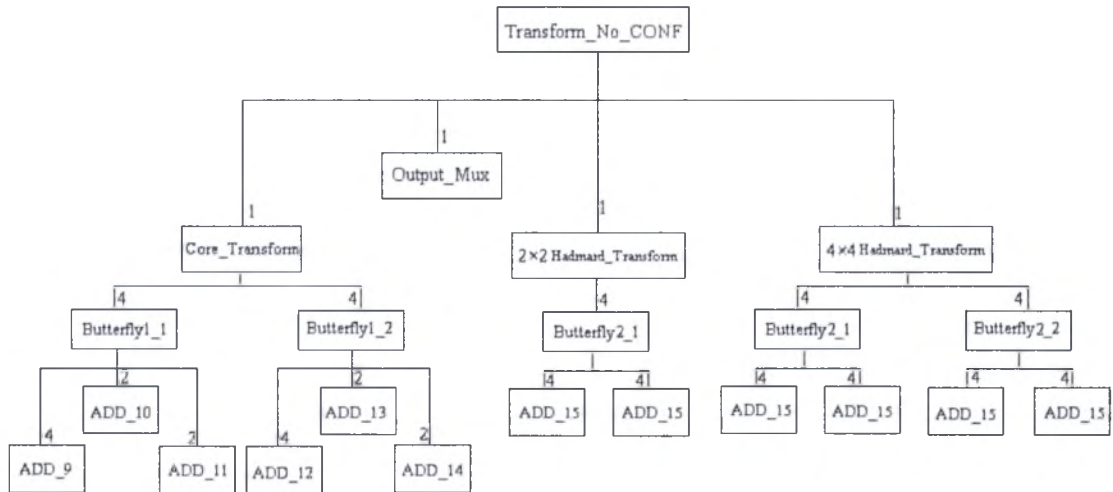 Transform_No_CONF
1
Output_Mux
1
1
1
Core_Transform
2×2 Hadmard_Transform
4×4 Hadmard_Transform
4
4
4
4
4
Butterfly1_1
Butterfly1_2
Butterfly2_1
Butterfly2_1
Butterfly2_2
2
2
4
4
4
4
4
4
ADD_10
ADD_13
ADD_15
ADD_15
ADD_15
ADD_15
ADD_15
ADD_15
4
2
4
2
ADD_9
ADD_11
ADD_12
ADD_14